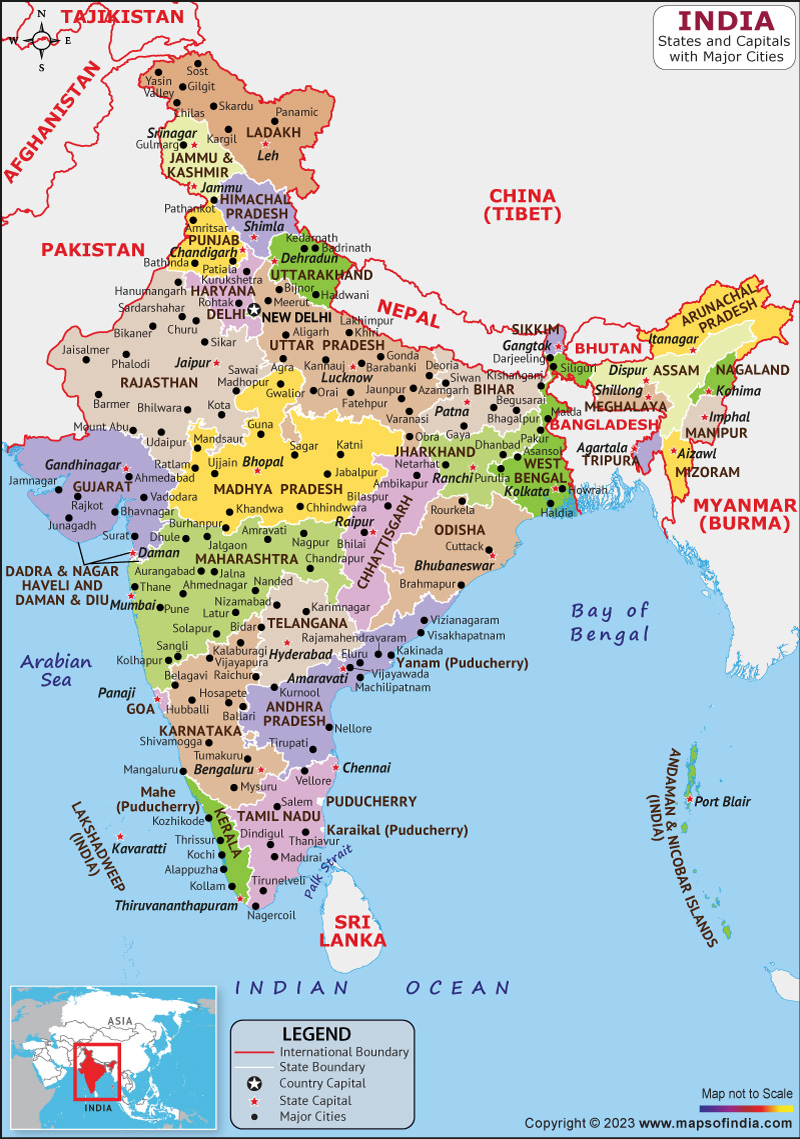 INDIA
States and Capitals
with Major Cities
N
W
E
S
TAJIKISTAN
AFGHANISTAN
PAKISTAN
CHINA
(TIBET)
NEPAL
BHUTAN
BANGLADESH
MYANMAR
(BURMA)
SRI
LANKA
Sost
Yasin
Valley
Gilgit
Chilas
Skardu
Panamic
Kargil
LADAKH
Leh
Srinagar
Gulmarg
JAMMU &
KASHMIR
Jammu
HIMACHAL
PRADESH
Shimla
Pathankot
Amritsar
PUNJAB
Chandigarh
Bathinda
Patiala
Kedarnath
Badrinath
Dehradun
UTTARAKHAND
Haldwani
Kurukshetra
HARYANA
Rohtak
DELHI
NEW DELHI
Bijnor
Meerut
Hanumangarh
Sardarshahar
Churu
Bikaner
Sikar
Jaisalmer
Phalodi
Jaipur
RAJASTHAN
Barmer
Bhilwara
Kota
Sawai
Madhopur
Mount Abu
Udaipur
Lakhimpur
Khiri
Aligarh
UTTAR PRADESH
Agra
Kannauj
Gonda
Barabanki
Lucknow
Deoria
Gwalior
Orai
Jaunpur
Azamgarh
Fatehpur
Varanasi
Siwan
Kishanganj
BIHAR
Patna
Begusarai
Bhagalpur
Gaya
SIKKIM
Gangtok
Darjeeling
Siliguri
ARUNACHAL
PRADESH
Itanagar
Dispur
ASSAM
NAGALAND
Kohima
Shillong
MEGHALAYA
Imphal
MANIPUR
Agartala
TRIPURA
Aizawl
MIZORAM
Malda
Pakur
Asansol
WEST
BENGAL
Purulia
Kolkata
Howrah
Haldia
Obra
JHARKHAND
Dhanbad
Netarhat
Ranchi
Guna
Mandsaur
Sagar
Katni
Ratlam
Ujjain
Bhopal
Jabalpur
MADHYA PRADESH
Khandwa
Chhindwara
Burhanpur
Gandhinagar
Ahmedabad
Jamnagar
GUJARAT
Rajkot
Vadodara
Junagadh
Bhavnagar
Surat
Daman
DADRA & NAGAR
HAVELI AND
DAMAN & DIU
Ambikapur
Bilaspur
Raipur
Bhilai
CHHATTISGARH
Rourkela
ODISHA
Cuttack
Bhubaneswar
Brahmapur
Dhule
Jalgaon
Amravati
Nagpur
MAHARASHTRA
Chandrapur
Aurangabad
Jalna
Thane
Ahmednagar
Nanded
Mumbai
Pune
Latur
Solapur
Sangli
Kolhapur
Nizamabad
Karimnagar
TELANGANA
Hyderabad
Bidar
Kalaburagi
Vijayapura
Raichur
Belagavi
Hosapete
Hubballi
Ballari
KARNATAKA
Shivamogga
Tumakuru
Bengaluru
Mangaluru
Mysuru
Panaji
GOA
Vizianagaram
Visakhapatnam
Rajamahendravaram
Kakinada
Eluru
Yanam (Puducherry)
Amaravati
Vijayawada
Machilipatnam
Kurnool
ANDHRA
PRADESH
Nellore
Tirupati
Chennai
Vellore
Salem
PUDUCHERRY
TAMIL NADU
Karaikal (Puducherry)
Dindigul
Thanjavur
Madurai
Tirunelveli
Nagercoil
Mahe
(Puducherry)
Kozhikode
KERALA
Thrissur
Kochi
Alappuzha
Kollam
Thiruvananthapuram
LAKSHADWEEP
(INDIA)
Kavaratti
Arabian
Sea
Bay of
Bengal
Palk Strait
INDIAN OCEAN
Port Blair
ANDAMAN & NICOBAR ISLANDS
(INDIA)
ASIA
INDIA
LEGEND
International Boundary
State Boundary
Country Capital
State Capital
Major Cities
Map not to Scale
Copyright © 2023 www.mapsofindia.com